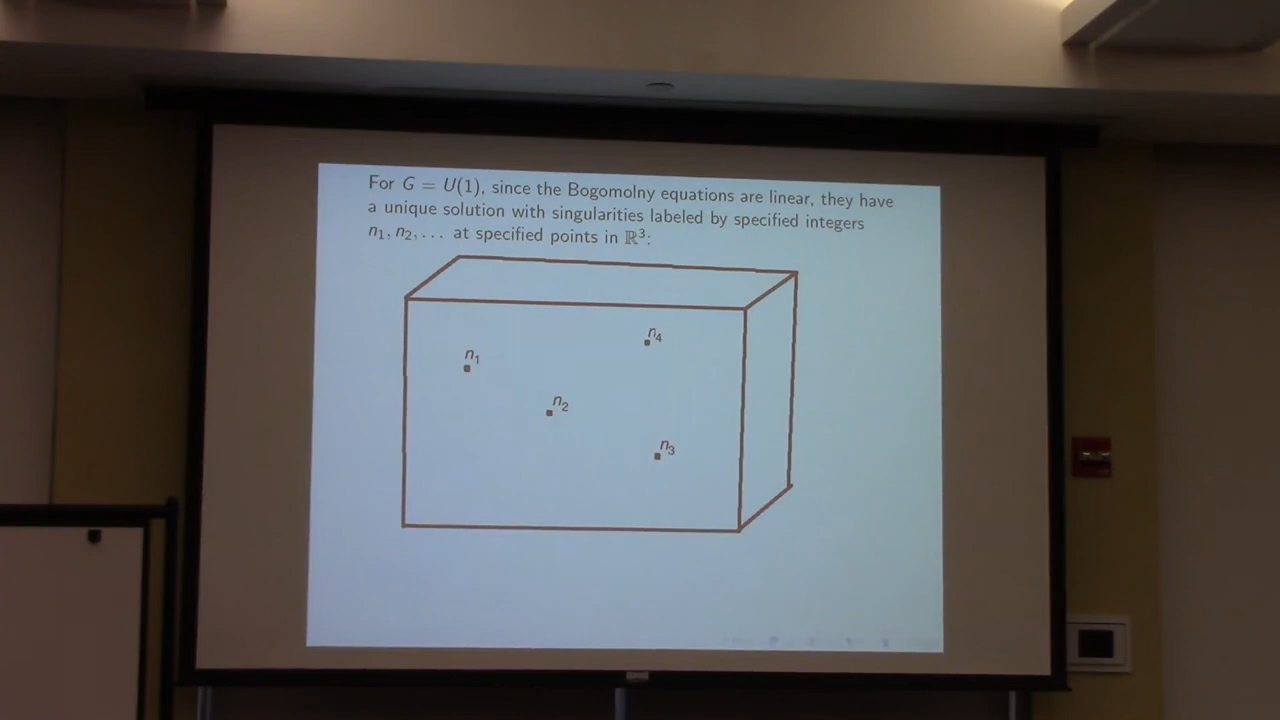 For G = U(1), since the Bogomolny equations are linear, they have
a unique solution with singularities labeled by specified integers
n₁, n₂, . . . at specified points in ℝ³:
n₄
n₁
n₂
n₃